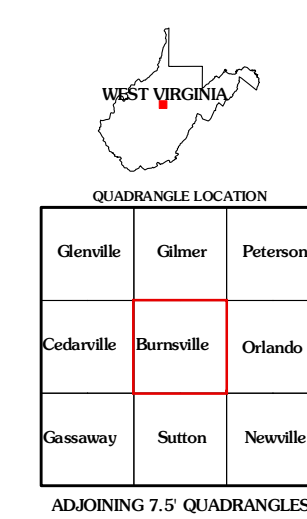 WEST VIRGINIA
QUADRANGLE LOCATION
Glenville Gilmer Peterson
Cedarville Burnsville Orlando
Gassaway Sutton Newville
ADJOINING 7.5' QUADRANGLES